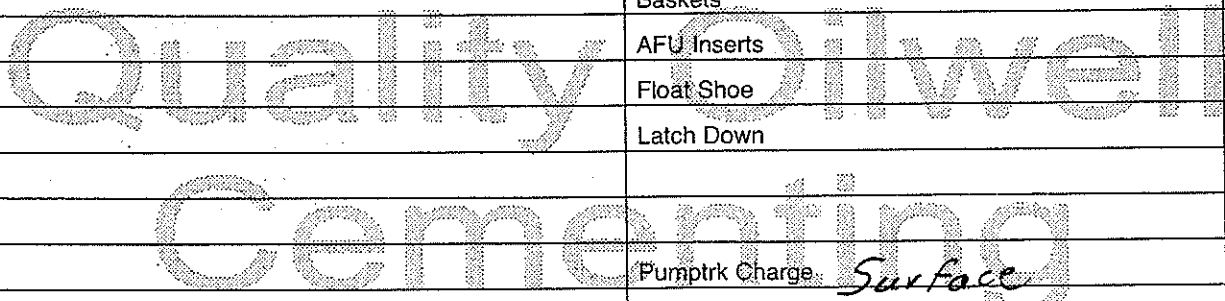 Baskets
Quality Oilwell
AFU Inserts
Float Shoe
Latch Down
Cementing
Pumptrk Charge Surface